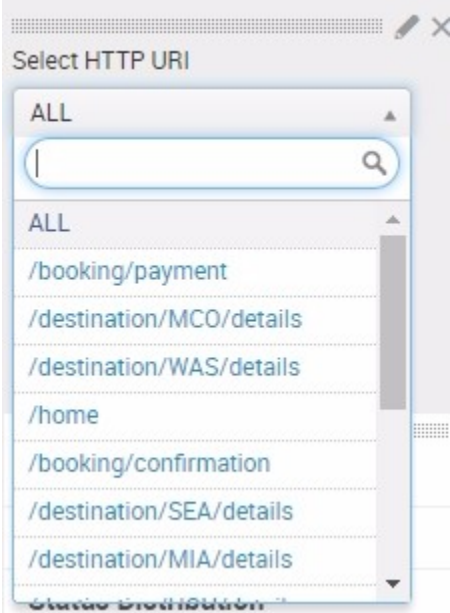 Select HTTP URI
ALL
ALL
/booking/payment
/destination/MCO/details
/destination/WAS/details
/home
/booking/confirmation
/destination/SEA/details
/destination/MIA/details